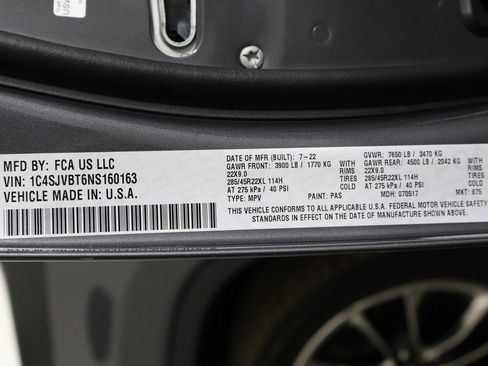 MFD BY: FCA US LLC
VIN: 1C4SJVBT6NS160163
VEHICLE MADE IN: U.S.A.
DATE OF MFR (BUILT): 7-22
GAWR FRONT: 3900 LB / 1770 KG
22X9.0 RIMS
285/45R22XL 114H TIRES
AT 275 kPa / 40 PSI COLD
TYPE: MPV PAINT: PAS
GVWR: 7650 LB / 3470 KG
GAWR REAR: 4500 LB / 2042 KG
22X9.0 RIMS
285/45R22XL 114H TIRES
AT 275 kPa / 40 PSI COLD
MDH: 070517 MKT: 875
THIS VEHICLE CONFORMS TO ALL APPLICABLE U.S.A. FEDERAL MOTOR VEHICLE SAFETY
STANDARDS IN EFFECT ON THE DATE OF MANUFACTURE SHOWN ABOVE.